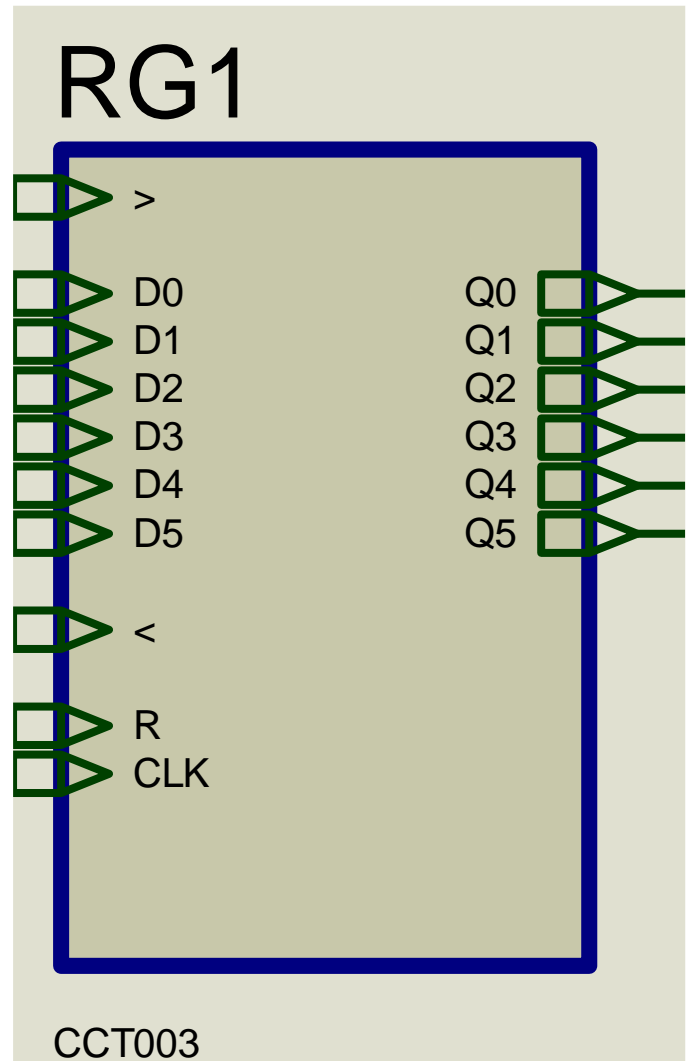 RG1
>
D0 Q0
D1 Q1
D2 Q2
D3 Q3
D4 Q4
D5 Q5
<
R
CLK
CCT003